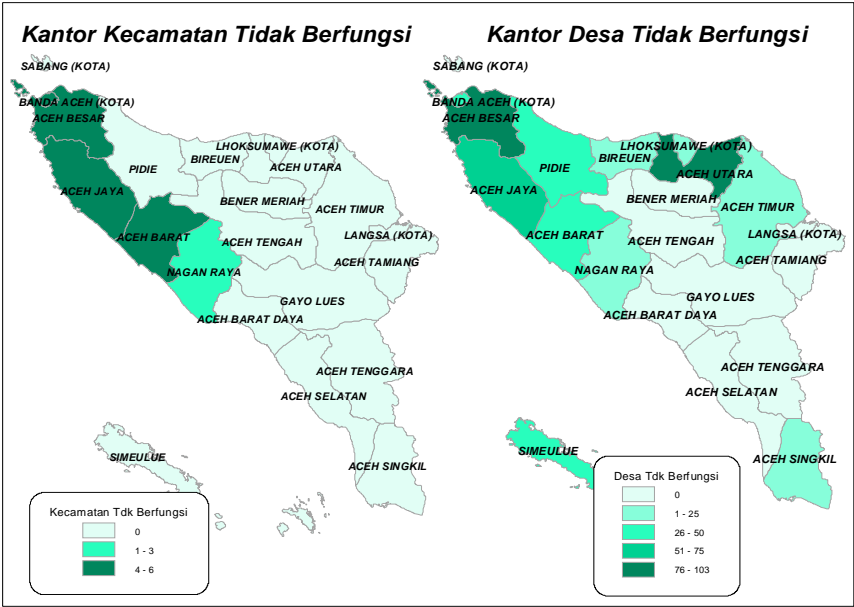 Kantor Kecamatan Tidak Berfungsi
SABANG (KOTA)
BANDA ACEH (KOTA)
ACEH BESAR
LHOKSUMAWE (KOTA)
BIREUEN
PIDIE
ACEH UTARA
ACEH JAYA
BENER MERIAH
ACEH TIMUR
ACEH BARAT
ACEH TENGAH
LANGSA (KOTA)
ACEH TAMIANG
NAGAN RAYA
GAYO LUES
ACEH BARAT DAYA
ACEH TENGGARA
ACEH SELATAN
SIMEULUE
ACEH SINGKIL
Kecamatan Tdk Berfungsi
0
1 - 3
4 - 6
Kantor Desa Tidak Berfungsi
SABANG (KOTA)
BANDA ACEH (KOTA)
ACEH BESAR
LHOKSUMAWE (KOTA)
BIREUEN
PIDIE
ACEH UTARA
ACEH JAYA
BENER MERIAH
ACEH TIMUR
ACEH BARAT
ACEH TENGAH
LANGSA (KOTA)
ACEH TAMIANG
NAGAN RAYA
GAYO LUES
ACEH BARAT DAYA
ACEH TENGGARA
ACEH SELATAN
SIMEULUE
ACEH SINGKIL
Desa Tdk Berfungsi
0
1 - 25
26 - 50
51 - 75
76 - 103